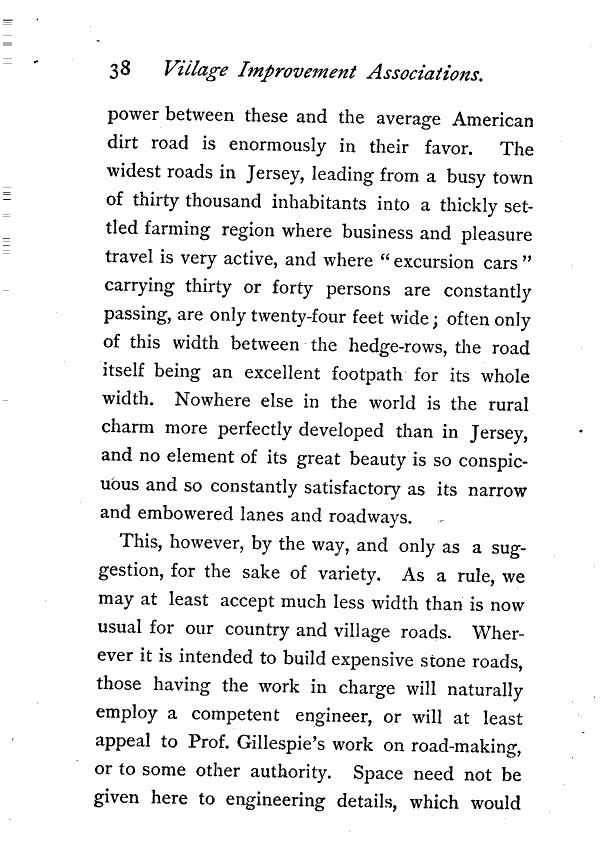 38 Village Improvement Associations.
power between these and the average American
dirt road is enormously in their favor. The
widest roads in Jersey, leading from a busy town
of thirty thousand inhabitants into a thickly set-
tled farming region where business and pleasure
travel is very active, and where “excursion cars”
carrying thirty or forty persons are constantly
passing, are only twenty-four feet wide; often only
of this width between the hedge-rows, the road
itself being an excellent footpath for its whole
width. Nowhere else in the world is the rural
charm more perfectly developed than in Jersey,
and no element of its great beauty is so conspic-
uous and so constantly satisfactory as its narrow
and embowered lanes and roadways.
This, however, by the way, and only as a sug-
gestion, for the sake of variety. As a rule, we
may at least accept much less width than is now
usual for our country and village roads. Wher-
ever it is intended to build expensive stone roads,
those having the work in charge will naturally
employ a competent engineer, or will at least
appeal to Prof. Gillespie's work on road-making,
or to some other authority. Space need not be
given here to engineering details, which would